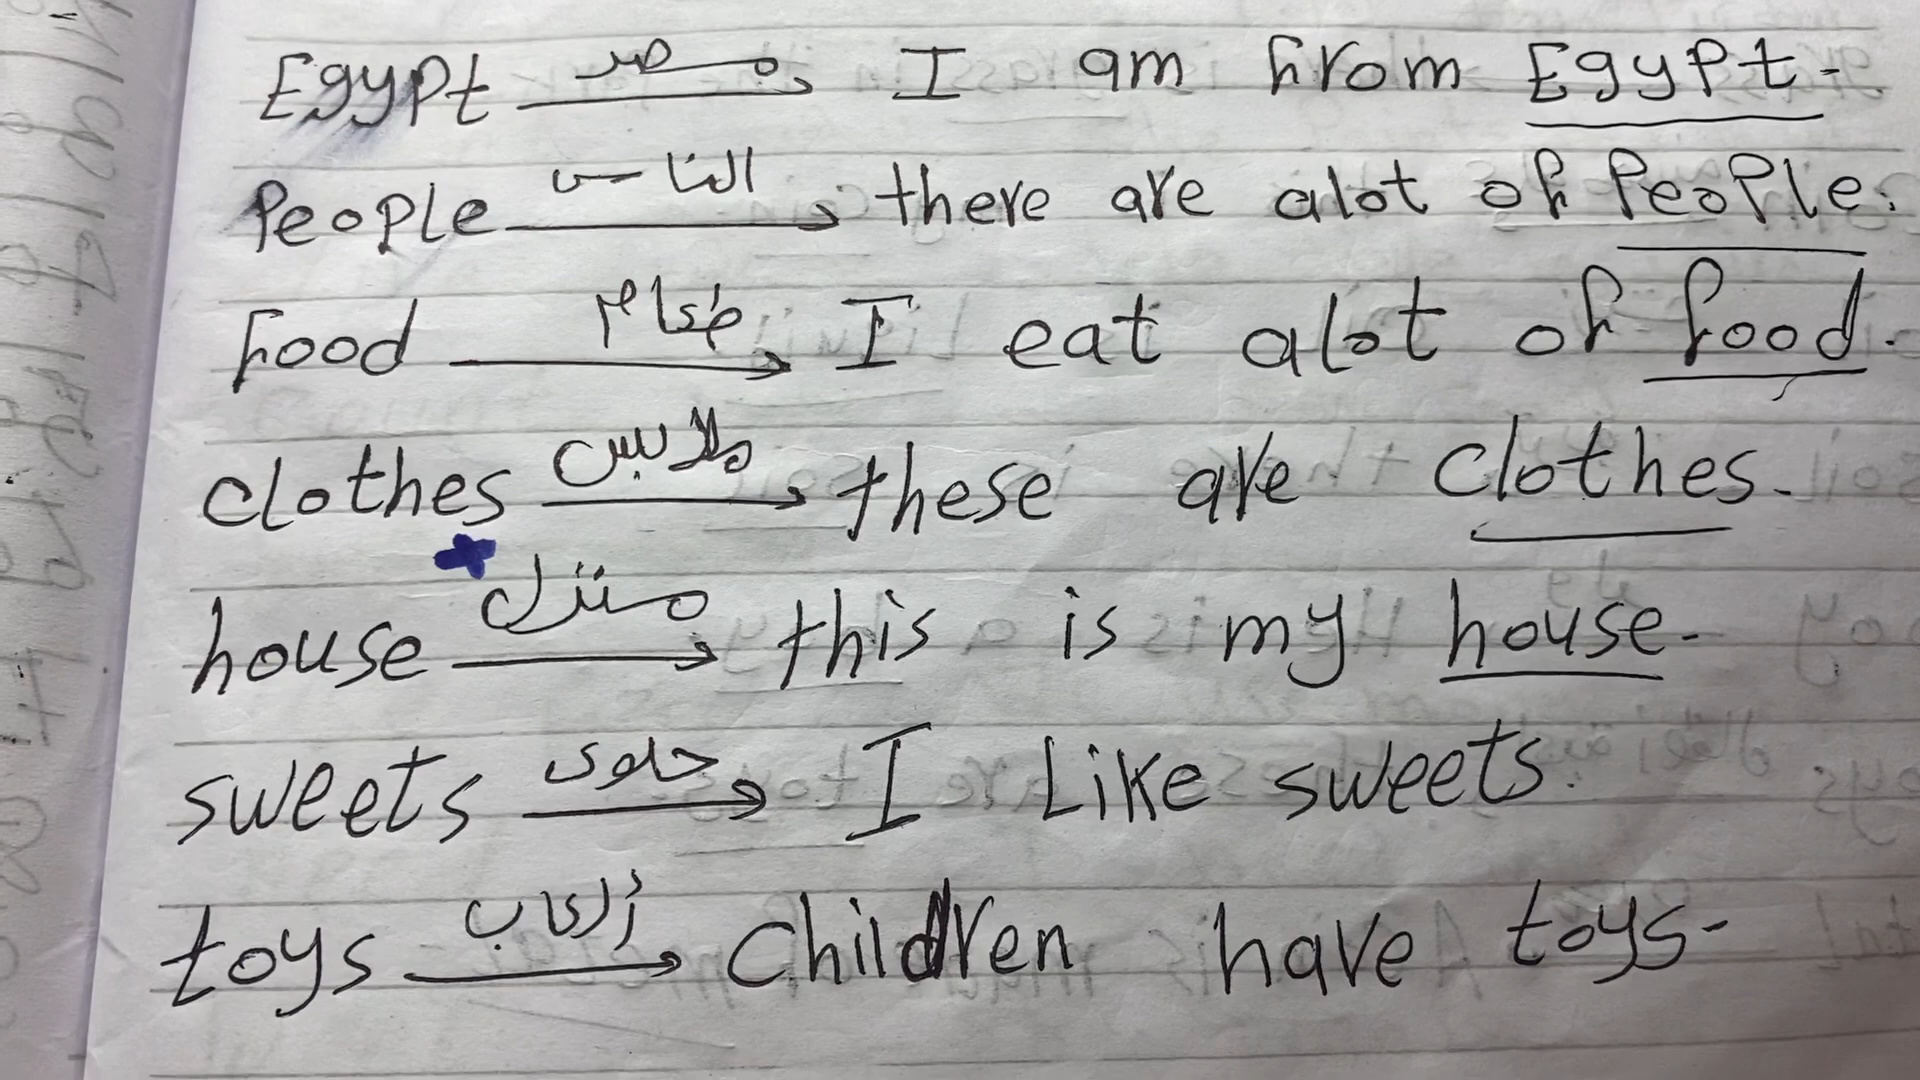 Egypt مصر I am from Egypt.
People الناس there are alot of People.
Food طعام I eat alot of food.
clothes ملابس these are clothes.
house منزل this is my house.
sweets حلوى I Like sweets.
toys ألعاب Children have toys.